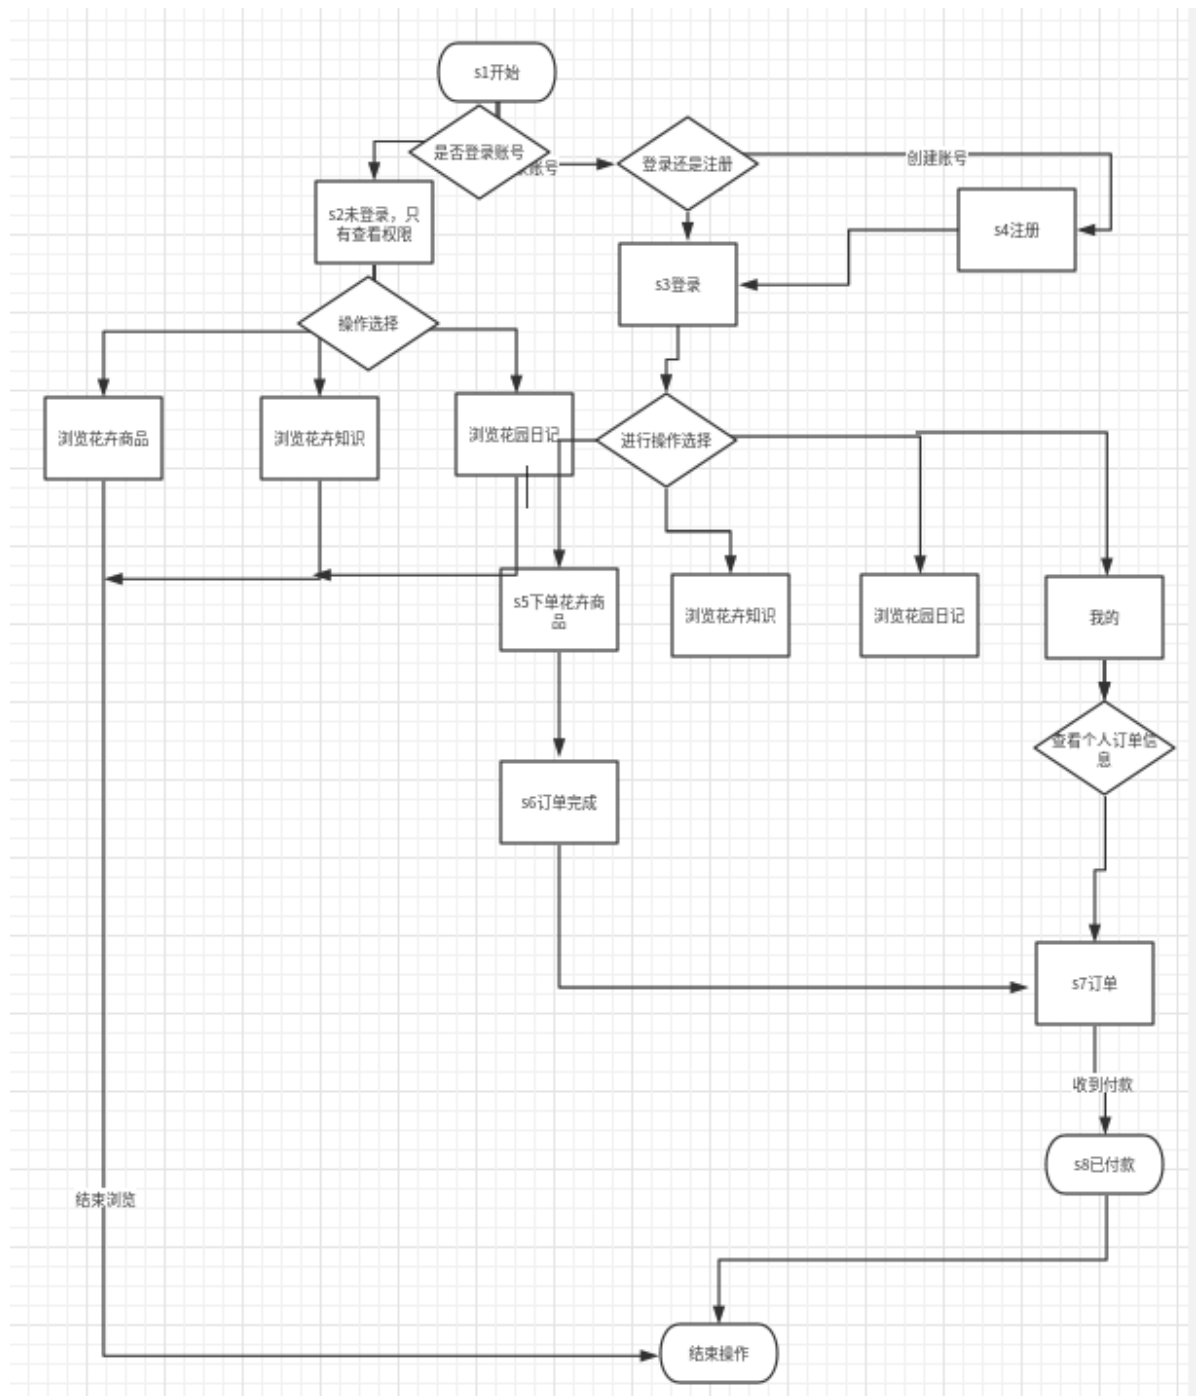 s1开始
是否登录账号
账号
登录还是注册
创建账号
s2未登录，只
有查看权限
s4注册
s3登录
操作选择
浏览花卉商品
浏览花卉知识
浏览花园日记
进行操作选择
s5下单花卉商
品
浏览花卉知识
浏览花园日记
我的
查看个人订单信
息
s6订单完成
s7订单
收到付款
s8已付款
结束浏览
结束操作